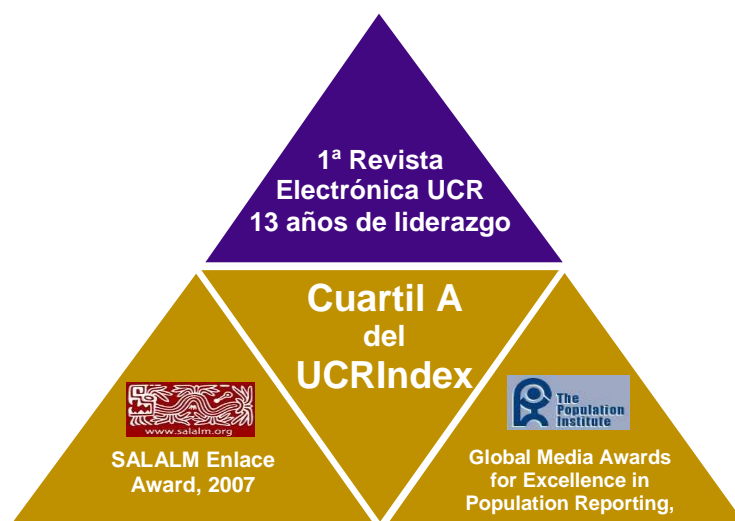 1ª Revista
Electrónica UCR
13 años de liderazgo
Cuartil A
del
UCRIndex
www.salalm.org
SALALM Enlace
Award, 2007
The
Population
Institute
Global Media Awards
for Excellence in
Population Reporting,